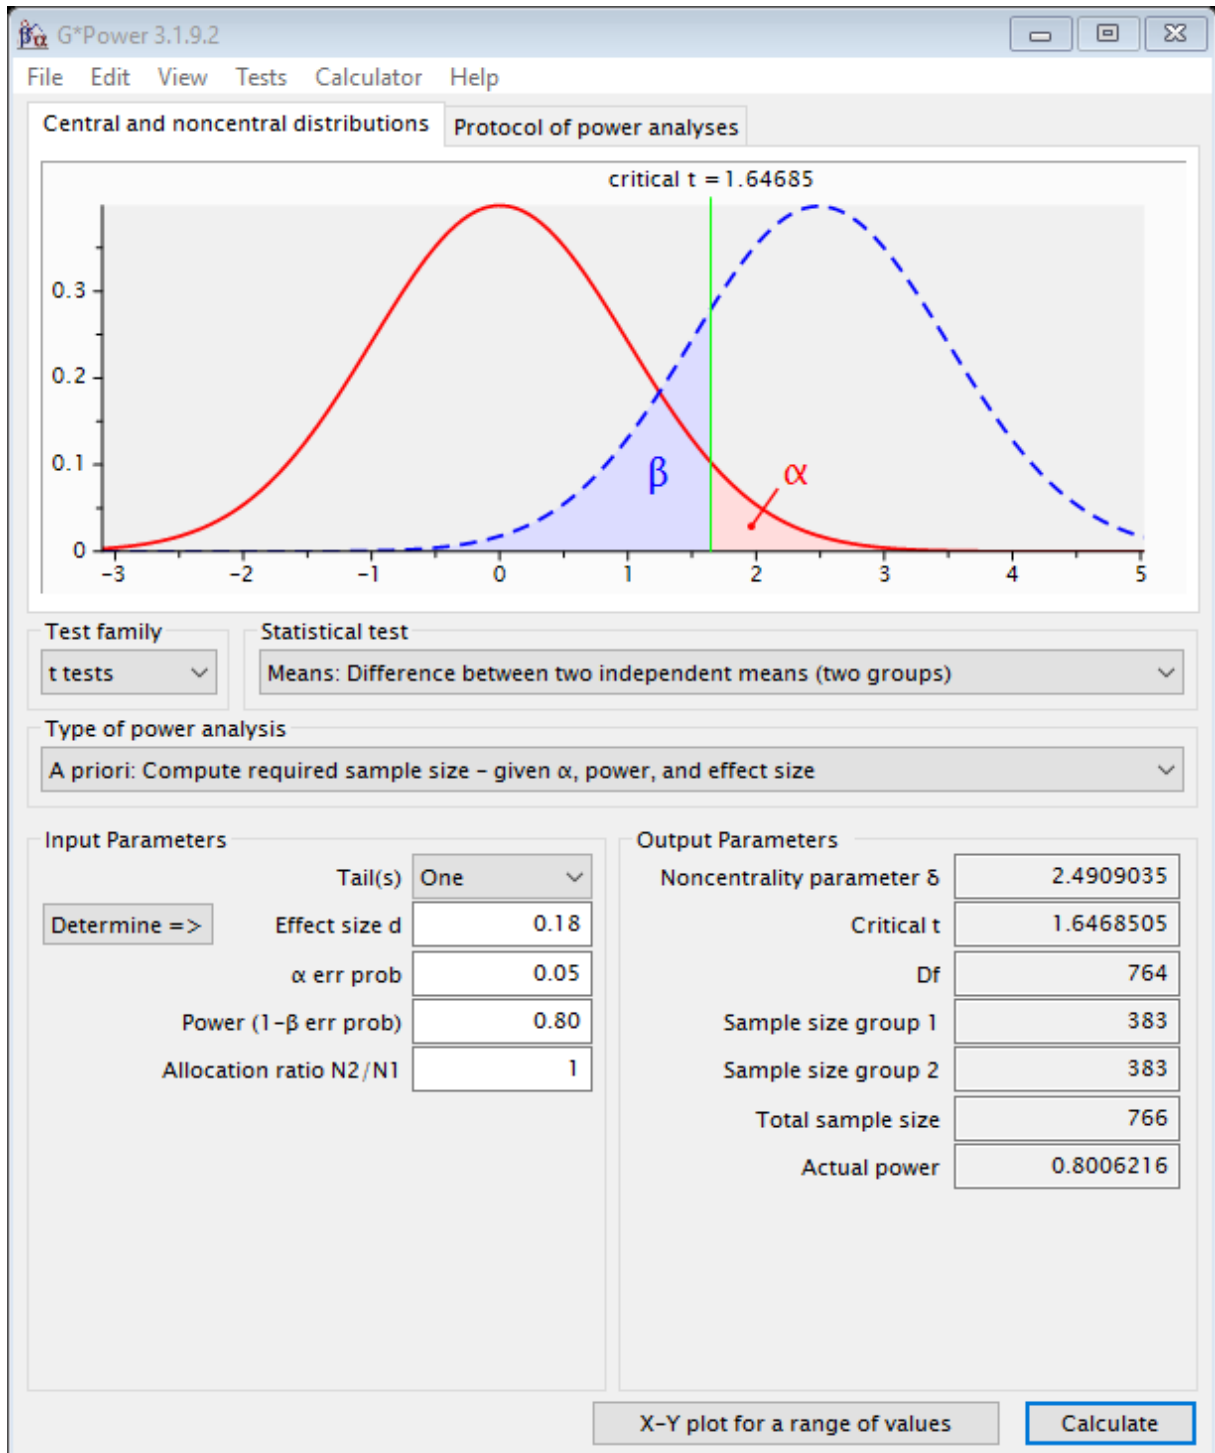 G*Power 3.1.9.2
File Edit View Tests Calculator Help
Central and noncentral distributions Protocol of power analyses
critical t = 1.64685
0.3
0.2
0.1
0
β
α
-3 -2 -1 0 1 2 3 4 5
Test family Statistical test
t tests Means: Difference between two independent means (two groups)
Type of power analysis
A priori: Compute required sample size - given α, power, and effect size
Input Parameters
Tail(s) One
Determine => Effect size d 0.18
α err prob 0.05
Power (1-β err prob) 0.80
Allocation ratio N2/N1 1
Output Parameters
Noncentrality parameter δ 2.4909035
Critical t 1.6468505
Df 764
Sample size group 1 383
Sample size group 2 383
Total sample size 766
Actual power 0.8006216
X-Y plot for a range of values Calculate